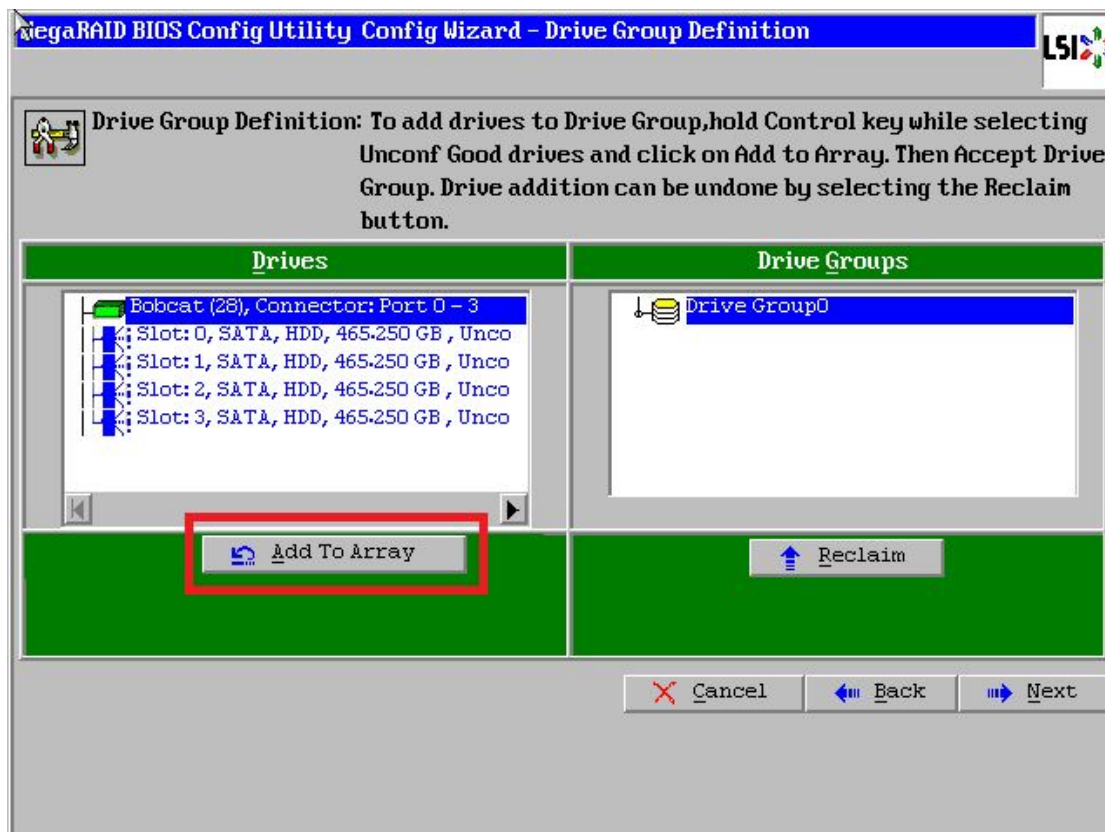 MegaRAID BIOS Config Utility Config Wizard - Drive Group Definition
LSI
Drive Group Definition: To add drives to Drive Group,hold Control key while selecting
Unconf Good drives and click on Add to Array. Then Accept Drive
Group. Drive addition can be undone by selecting the Reclaim
button.
Drives
Drive Groups
Bobcat (28), Connector: Port 0 - 3
Slot: 0, SATA, HDD, 465.250 GB, Unco
Slot: 1, SATA, HDD, 465.250 GB, Unco
Slot: 2, SATA, HDD, 465.250 GB, Unco
Slot: 3, SATA, HDD, 465.250 GB, Unco
Drive Group0
Add To Array
Reclaim
Cancel
Back
Next